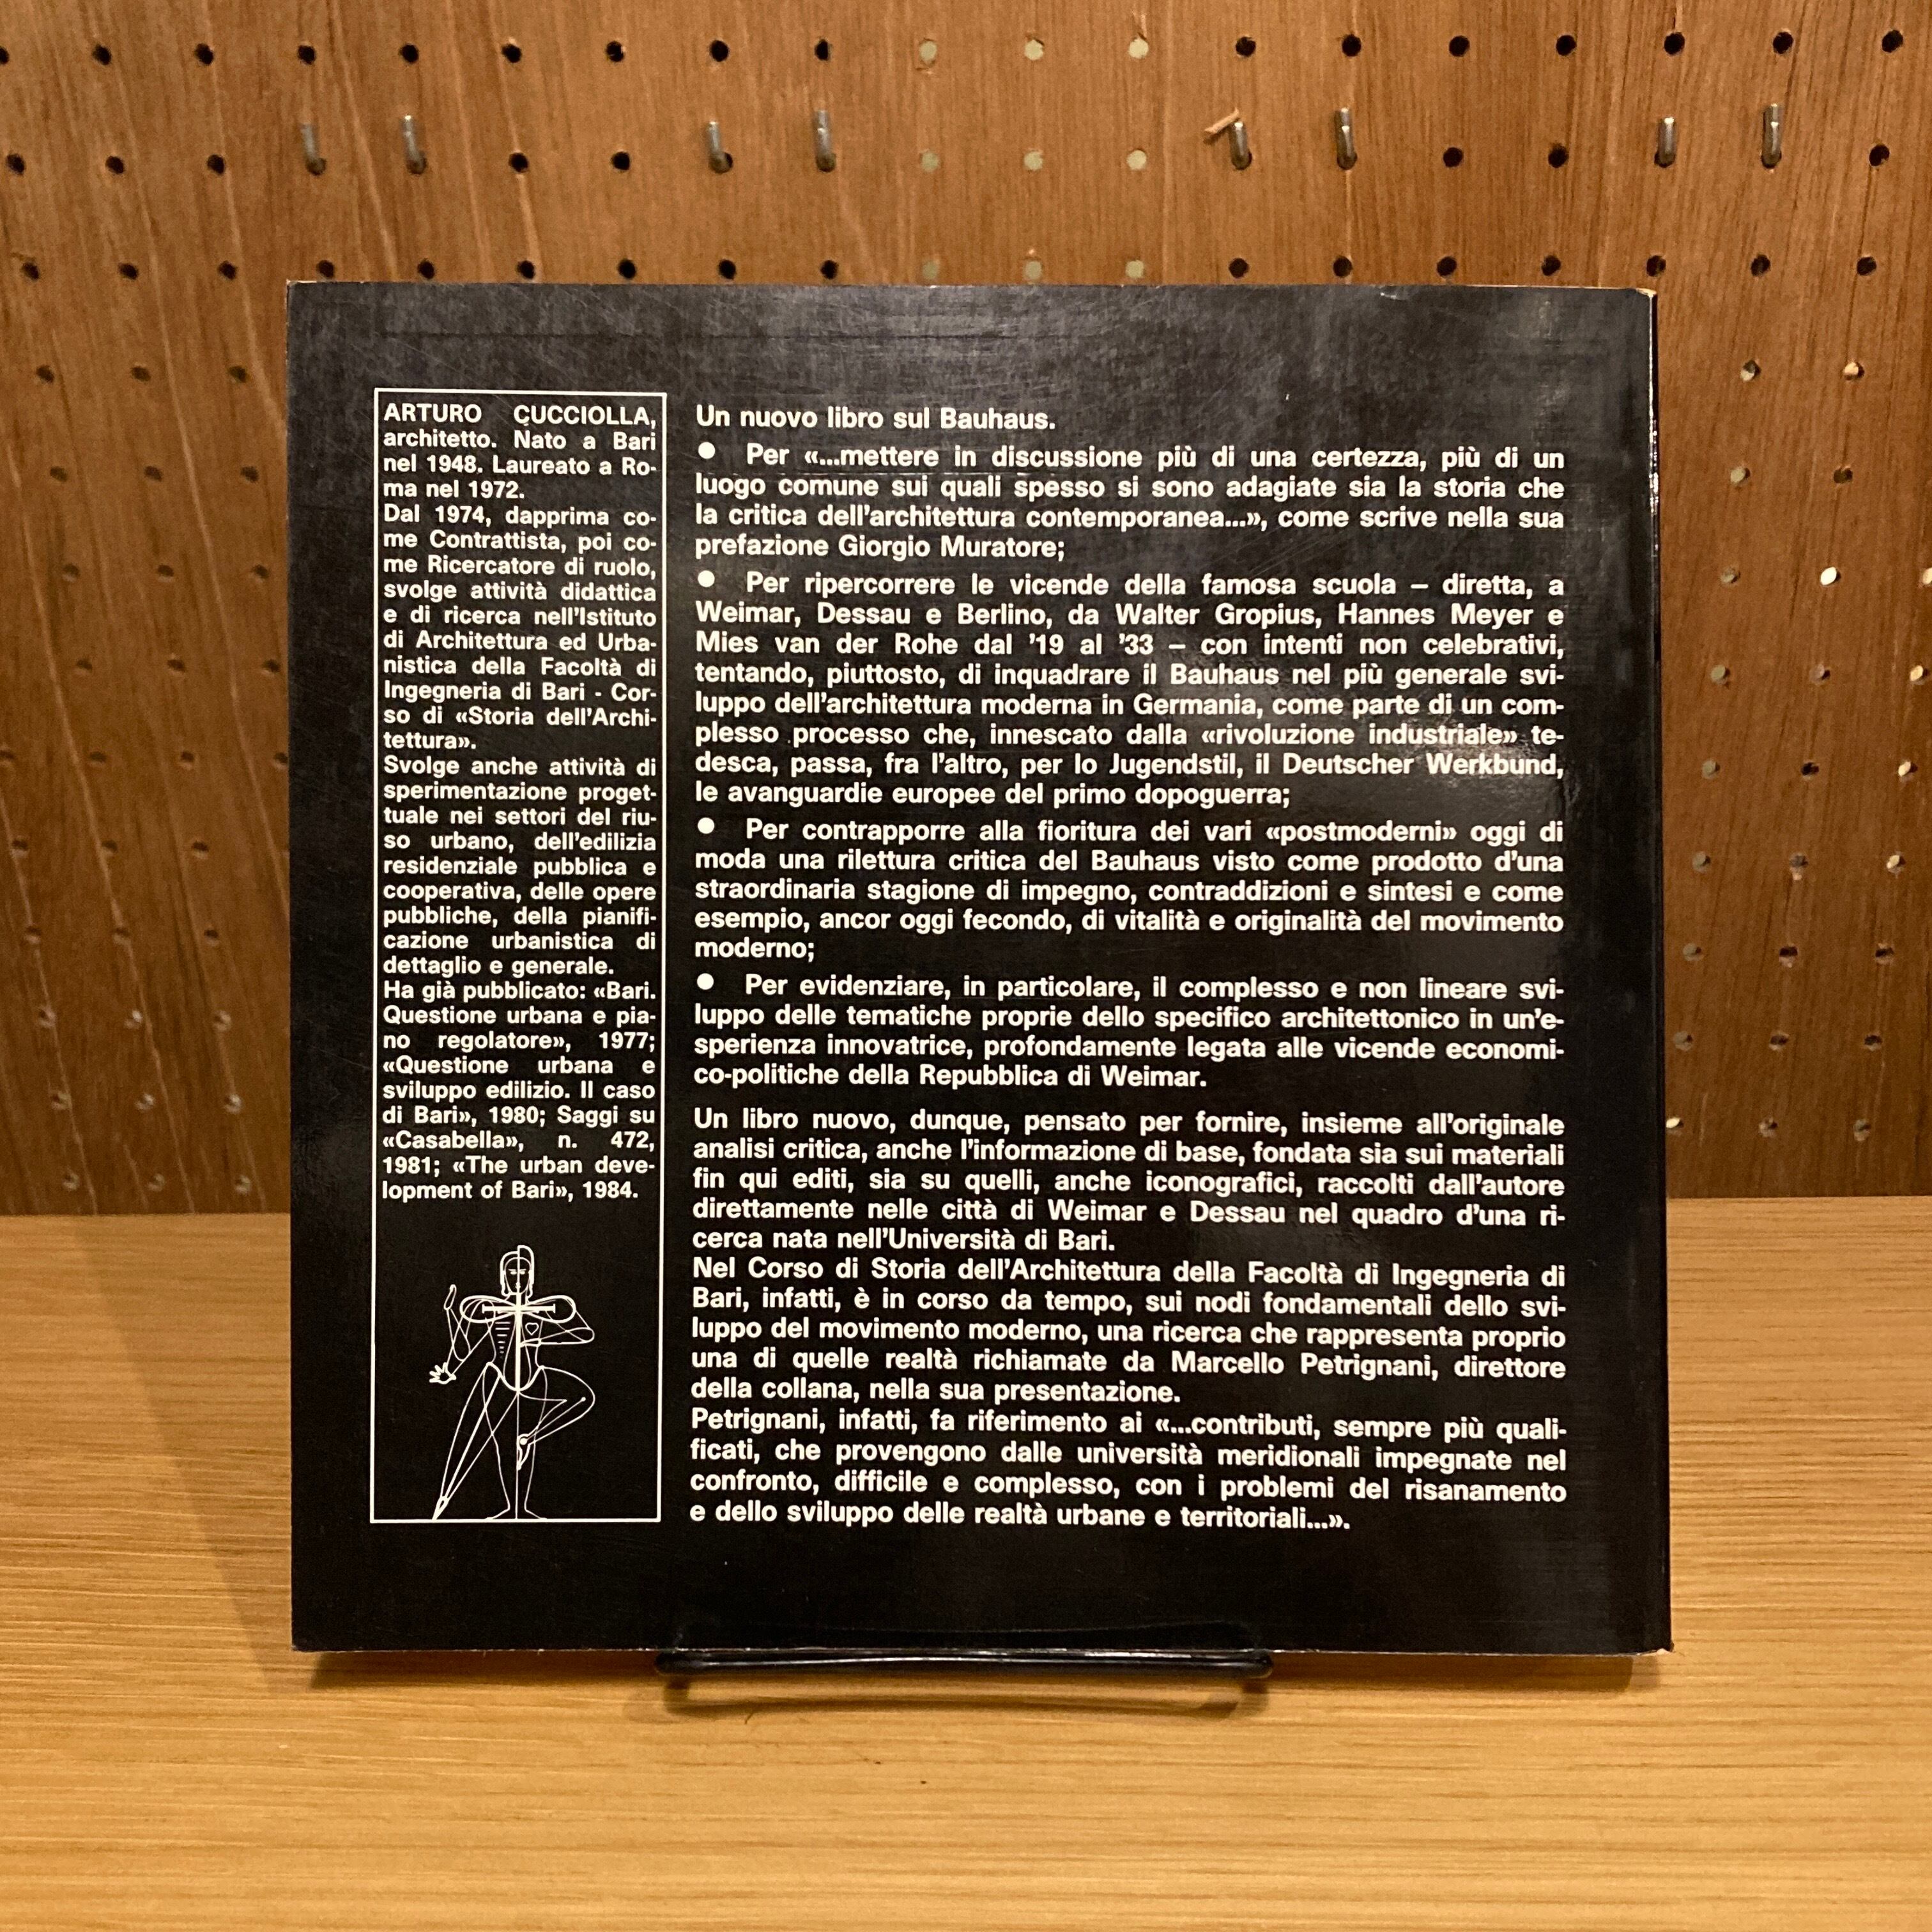 ARTURO CUCCIOLLA,
architetto. Nato a Bari
nel 1948. Laureato a Ro-
ma nel 1972.
Dal 1974, dapprima co-
me Contrattista, poi co-
me Ricercatore di ruolo,
svolge attività didattica
e di ricerca nell'Istituto
di Architettura ed Urba-
nistica della Facoltà di
Ingegneria di Bari - Cor-
so di «Storia dell'Archi-
tettura».
Svolge anche attività di
sperimentazione proget-
tuale nei settori del riu-
so urbano, dell'edilizia
residenziale pubblica e
cooperativa, delle opere
pubbliche, della pianifi-
cazione urbanistica di
dettaglio e generale.
Ha già pubblicato: «Bari.
Questione urbana e pia-
no regolatore», 1977;
«Questione urbana e
sviluppo edilizio. Il caso
di Bari», 1980; Saggi su
«Casabella», n. 472,
1981; «The urban deve-
lopment of Bari», 1984.
Un nuovo libro sul Bauhaus.
● Per «...mettere in discussione più di una certezza, più di un
luogo comune sui quali spesso si sono adagiate sia la storia che
la critica dell'architettura contemporanea...», come scrive nella sua
prefazione Giorgio Muratore;
● Per ripercorrere le vicende della famosa scuola – diretta, a
Weimar, Dessau e Berlino, da Walter Gropius, Hannes Meyer e
Mies van der Rohe dal '19 al '33 – con intenti non celebrativi,
tentando, piuttosto, di inquadrare il Bauhaus nel più generale svi-
luppo dell'architettura moderna in Germania, come parte di un com-
plesso processo che, innescato dalla «rivoluzione industriale» te-
desca, passa, fra l'altro, per lo Jugendstil, il Deutscher Werkbund,
le avanguardie europee del primo dopoguerra;
● Per contrapporre alla fioritura dei vari «postmoderni» oggi di
moda una rilettura critica del Bauhaus visto come prodotto d'una
straordinaria stagione di impegno, contraddizioni e sintesi e come
esempio, ancor oggi fecondo, di vitalità e originalità del movimento
moderno;
● Per evidenziare, in particolare, il complesso e non lineare svi-
luppo delle tematiche proprie dello specifico architettonico in un'e-
sperienza innovatrice, profondamente legata alle vicende economi-
co-politiche della Repubblica di Weimar.
Un libro nuovo, dunque, pensato per fornire, insieme all'originale
analisi critica, anche l'informazione di base, fondata sia sui materiali
fin qui editi, sia su quelli, anche iconografici, raccolti dall'autore
direttamente nelle città di Weimar e Dessau nel quadro d'una ri-
cerca nata nell'Università di Bari.
Nel Corso di Storia dell'Architettura della Facoltà di Ingegneria di
Bari, infatti, è in corso da tempo, sui nodi fondamentali dello svi-
luppo del movimento moderno, una ricerca che rappresenta proprio
una di quelle realtà richiamate da Marcello Petrignani, direttore
della collana, nella sua presentazione.
Petrignani, infatti, fa riferimento ai «...contributi, sempre più quali-
ficati, che provengono dalle università meridionali impegnate nel
confronto, difficile e complesso, con i problemi del risanamento
e dello sviluppo delle realtà urbane e territoriali...».